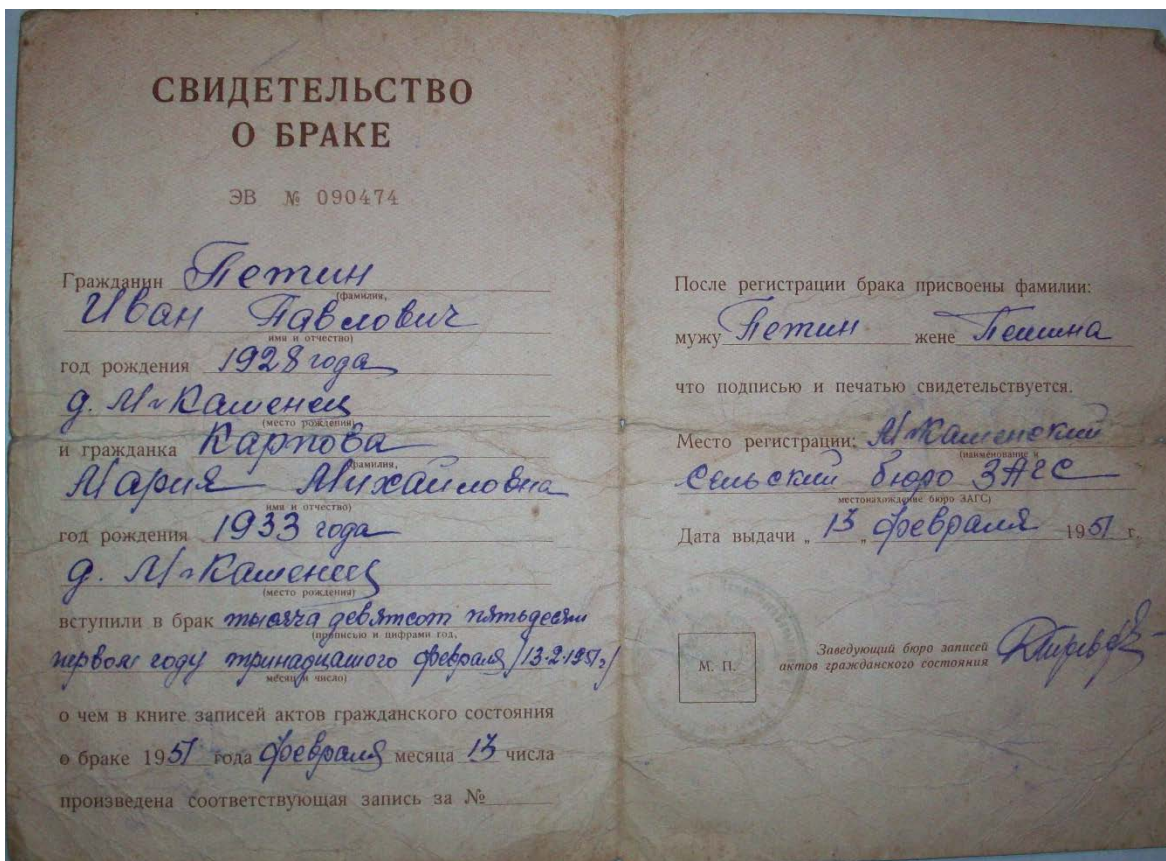 СВИДЕТЕЛЬСТВО
О БРАКЕ
ЭВ № 090474
Гражданин Петин
(фамилия,
Иван Павлович
имя и отчество)
год рождения 1928 года
д. М-Каменец
(место рождения)
и гражданка Карпова
(фамилия,
Мария Михайловна
имя и отчество)
год рождения 1933 года
д. М-Каменец
(место рождения)
вступили в брак тысяча девятсот пятьдесят
(прописью и цифрами год,
первом году тринадцатого февраля /13.2.1951г/
месяц и число)
о чем в книге записей актов гражданского состояния
о браке 1951 года февраля месяца 13 числа
произведена соответствующая запись за №
После регистрации брака присвоены фамилии:
мужу Петин жене Петина
что подписью и печатью свидетельствуется.
Место регистрации: М-Каменский
(наименование и
Сельский бюро ЗАГС
местонахождение бюро ЗАГС)
Дата выдачи „13„ февраля 1951 г.
М. П.
Заведующий бюро записей
актов гражданского состояния